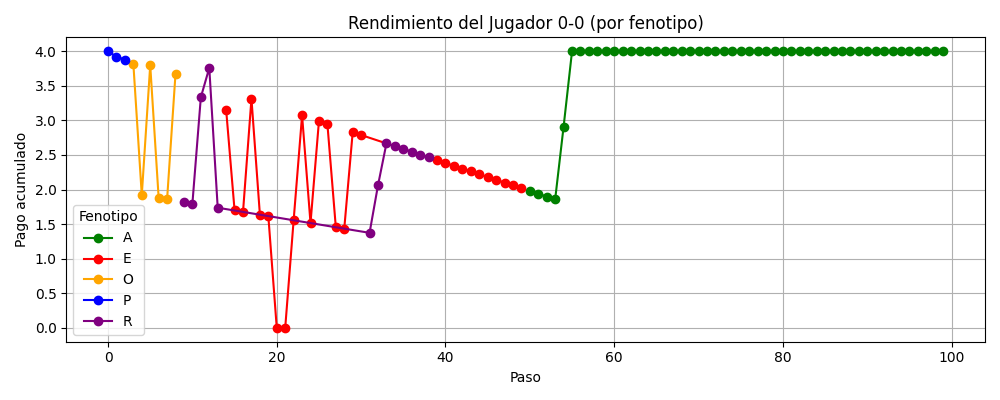 Rendimiento del Jugador 0-0 (por fenotipo)
Pago acumulado
4.0
3.5
3.0
2.5
2.0
1.5
1.0
0.5
0.0
Fenotipo
A
E
O
P
R
0 20 40 60 80 100
Paso